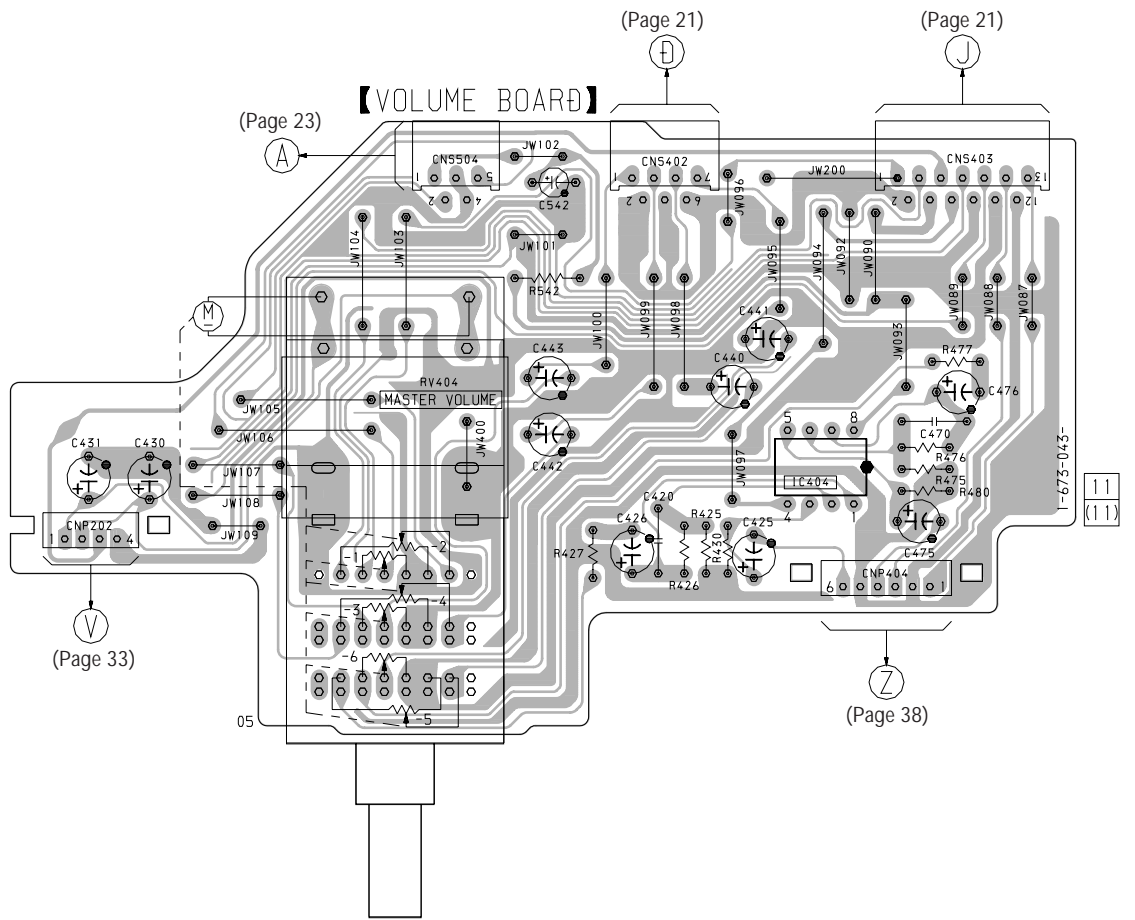 (Page 21)
(Page 21)
Đ
J
【VOLUME BOARĐ】
(Page 23)
A
1 CNS504 5
2 4
JW102
C542
1 CNS402 7
2 6
JW096
JW200
1 CNS403 13
2 12
JW104
JW103
JW101
R542
JW100
JW099
JW098
JW095
JW094
JW092
JW090
JW089
JW088
JW087
M
C441
C443
C440
JW093
R477
C476
RV404
MASTER VOLUME
JW105
JW106
JW400
C442
5 8
C470
C431
C430
JW107
JW097
R476
IC404
R475
JW108
R480
1-673-043-
11
(11)
4 1
C420
CNP202
1 4
JW109
C426
R425
C425
R427
R430
C475
-2
-1
R426
CNP404
6 1
-4
-3
V
(Page 33)
-6
Z
(Page 38)
05
-5